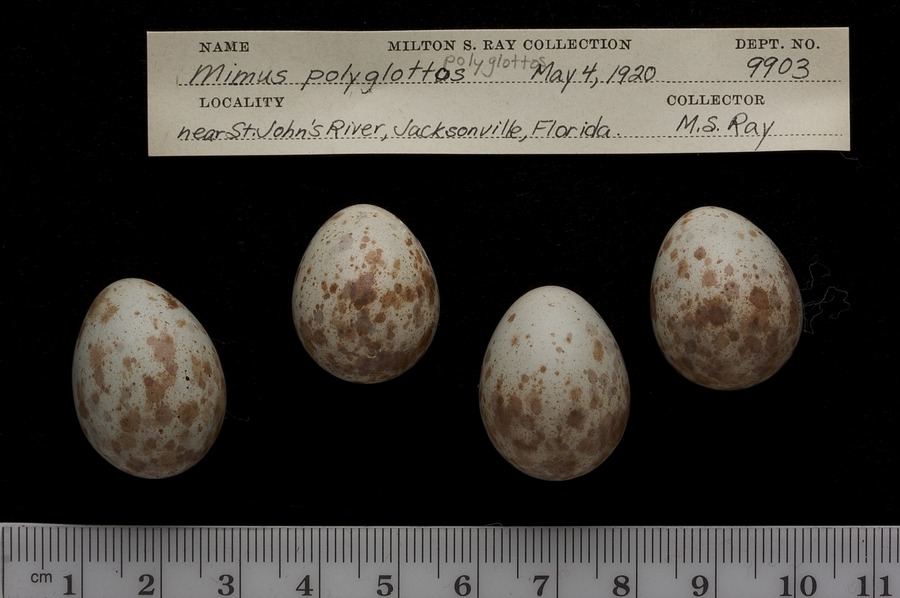 NAME MILTON S. RAY COLLECTION DEPT. NO.
polyglottos
Mimus polyglottos May 4, 1920 9903
LOCALITY COLLECTOR
near St. John's River, Jacksonville, Florida. M.S. Ray
cm 1 2 3 4 5 6 7 8 9 10 11